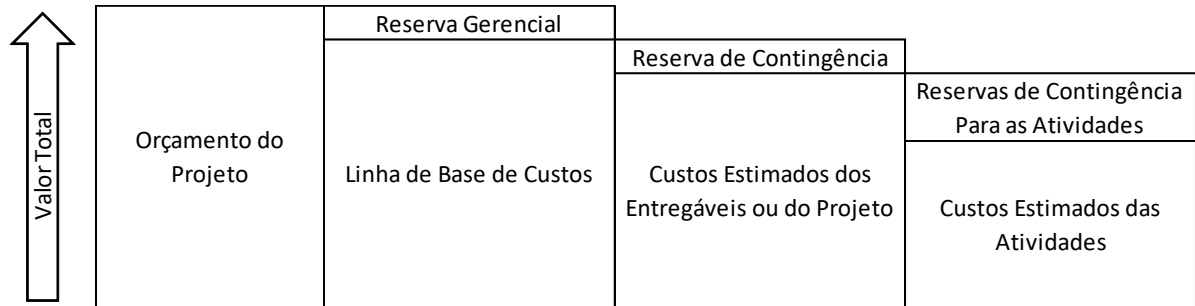 Valor Total
Orçamento do
Projeto
Reserva Gerencial
Linha de Base de Custos
Reserva de Contingência
Custos Estimados dos
Entregáveis ou do Projeto
Reservas de Contingência
Para as Atividades
Custos Estimados das
Atividades